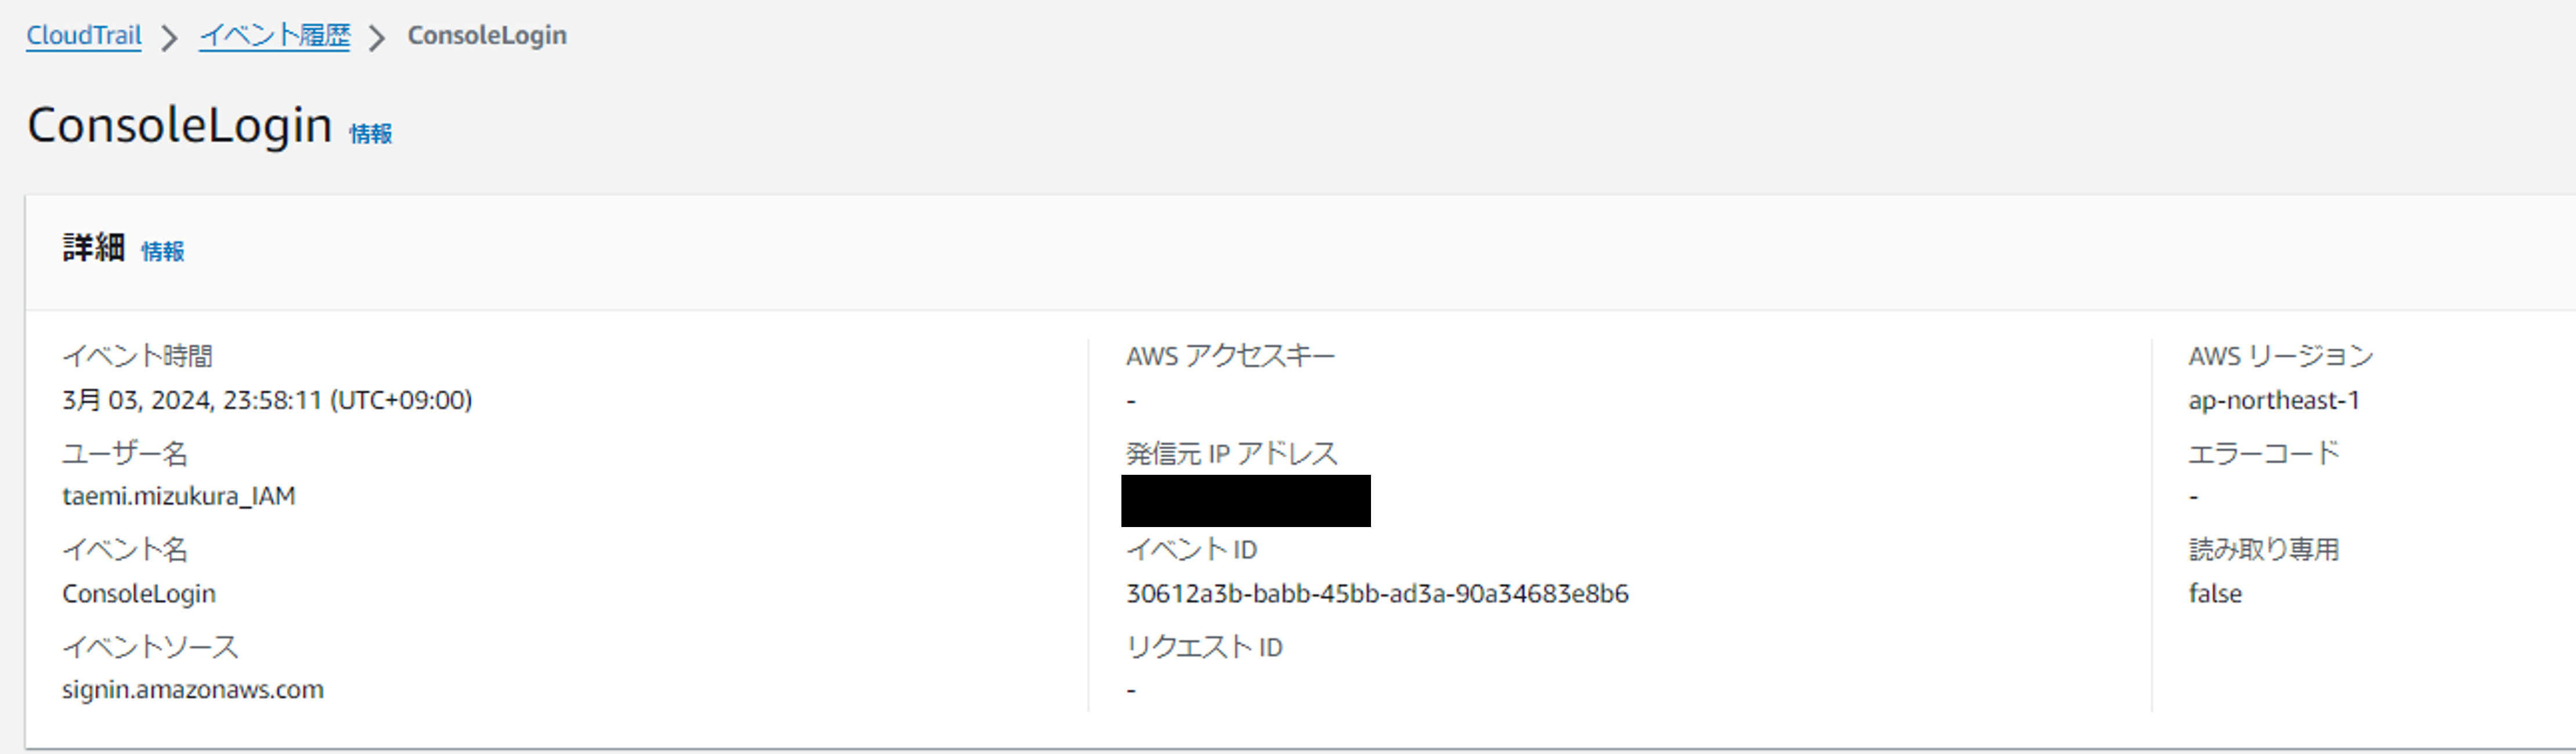 CloudTrail > イベント履歴 > ConsoleLogin
ConsoleLogin 情報
詳細 情報
イベント時間
3月 03, 2024, 23:58:11 (UTC+09:00)
ユーザー名
taemi.mizukura_IAM
イベント名
ConsoleLogin
イベントソース
signin.amazonaws.com
AWS アクセスキー
-
発信元 IP アドレス
イベント ID
30612a3b-babb-45bb-ad3a-90a34683e8b6
リクエスト ID
-
AWS リージョン
ap-northeast-1
エラーコード
-
読み取り専用
false